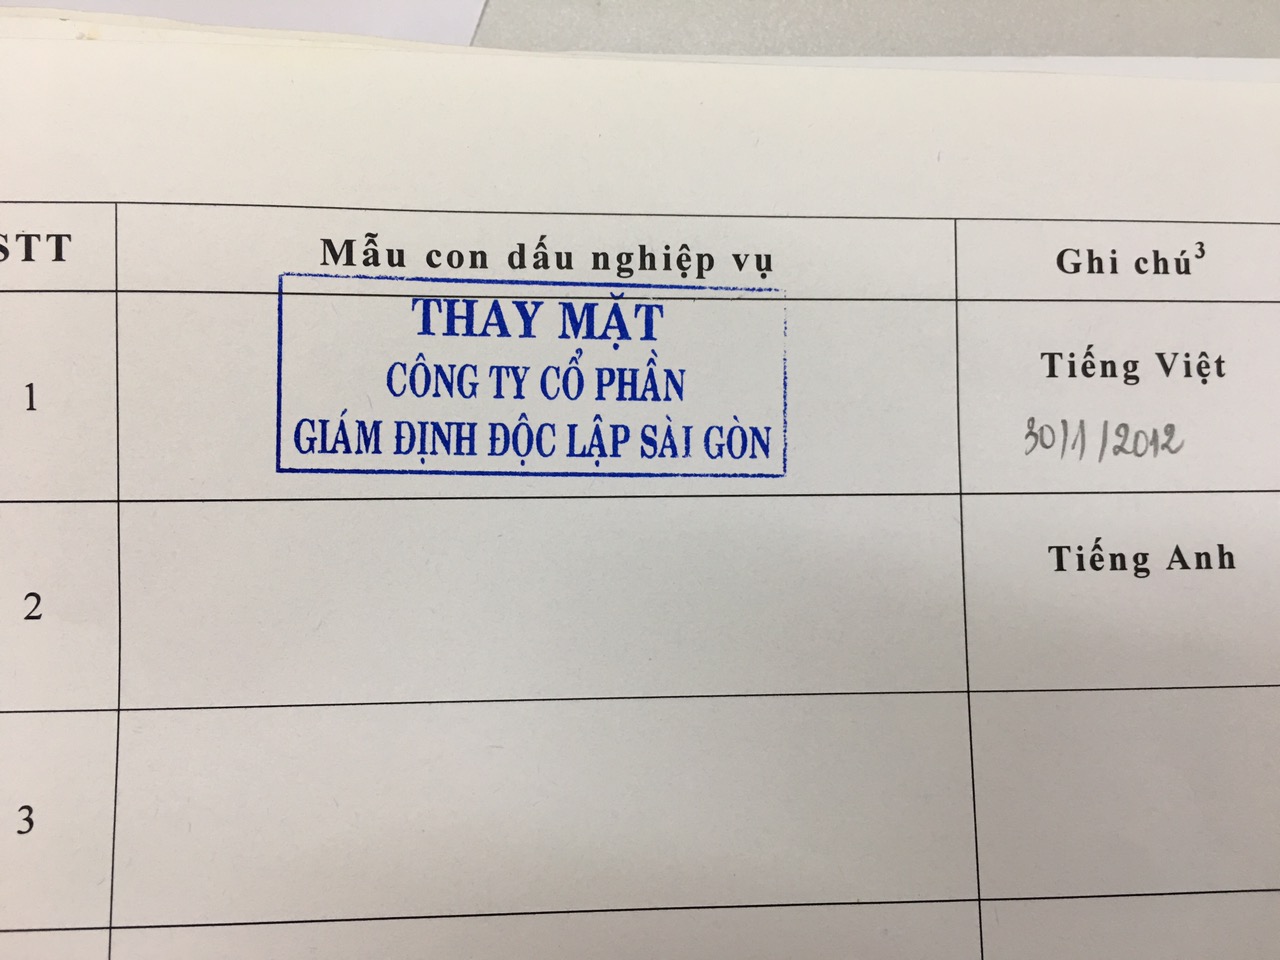 STT
Mẫu con dấu nghiệp vụ
Ghi chú³
1
THAY MẶT
CÔNG TY CỔ PHẦN
GIÁM ĐỊNH ĐỘC LẬP SÀI GÒN
Tiếng Việt
30/1/2012
2
Tiếng Anh
3